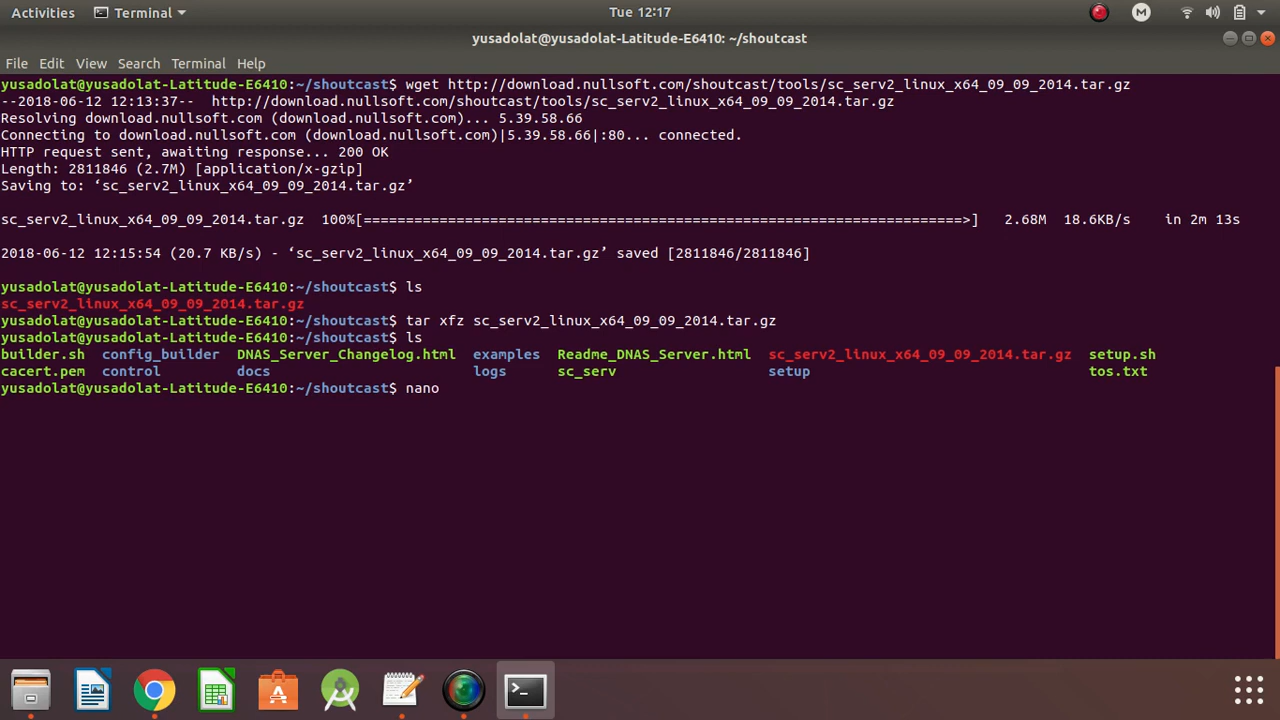 Activities Terminal Tue 12:17 M
yusadolat@yusadolat-Latitude-E6410: ~/shoutcast
File Edit View Search Terminal Help
yusadolat@yusadolat-Latitude-E6410:~/shoutcast$ wget http://download.nullsoft.com/shoutcast/tools/sc_serv2_linux_x64_09_09_2014.tar.gz
--2018-06-12 12:13:37--  http://download.nullsoft.com/shoutcast/tools/sc_serv2_linux_x64_09_09_2014.tar.gz
Resolving download.nullsoft.com (download.nullsoft.com)... 5.39.58.66
Connecting to download.nullsoft.com (download.nullsoft.com)|5.39.58.66|:80... connected.
HTTP request sent, awaiting response... 200 OK
Length: 2811846 (2.7M) [application/x-gzip]
Saving to: ‘sc_serv2_linux_x64_09_09_2014.tar.gz’
sc_serv2_linux_x64_09_09_2014.tar.gz  100%[=======================================================================>]   2.68M  18.6KB/s    in 2m 13s
2018-06-12 12:15:54 (20.7 KB/s) - ‘sc_serv2_linux_x64_09_09_2014.tar.gz’ saved [2811846/2811846]
yusadolat@yusadolat-Latitude-E6410:~/shoutcast$ ls
sc_serv2_linux_x64_09_09_2014.tar.gz
yusadolat@yusadolat-Latitude-E6410:~/shoutcast$ tar xfz sc_serv2_linux_x64_09_09_2014.tar.gz
yusadolat@yusadolat-Latitude-E6410:~/shoutcast$ ls
builder.sh  config_builder  DNAS_Server_Changelog.html  examples  Readme_DNAS_Server.html  sc_serv2_linux_x64_09_09_2014.tar.gz  setup.sh
cacert.pem  control         docs                        logs      sc_serv                  setup                                 tos.txt
yusadolat@yusadolat-Latitude-E6410:~/shoutcast$ nano